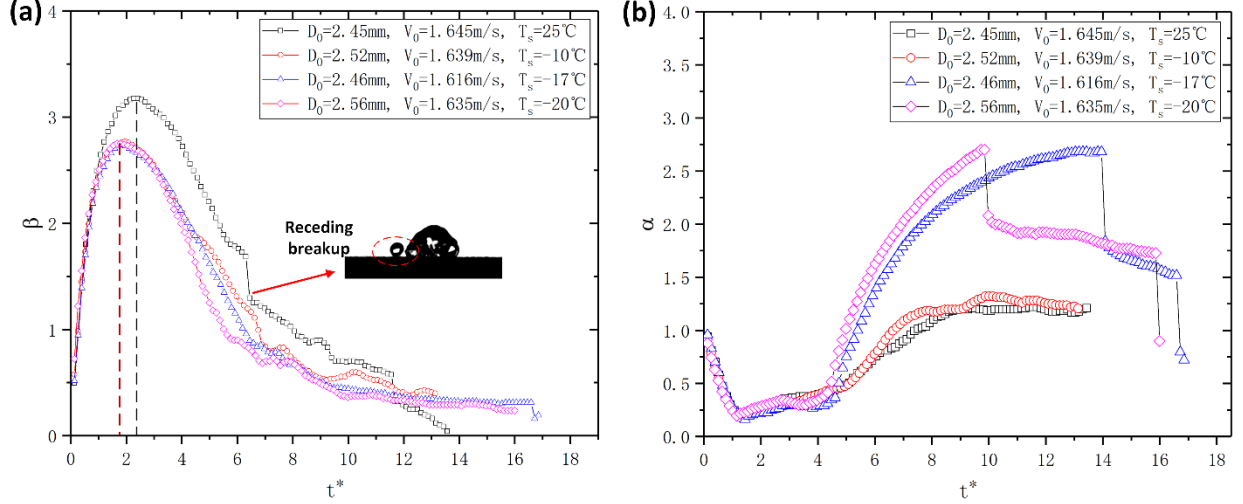 (a)
D₀=2.45mm, V₀=1.645m/s, Tₛ=25℃
D₀=2.52mm, V₀=1.639m/s, Tₛ=−10℃
D₀=2.46mm, V₀=1.616m/s, Tₛ=−17℃
D₀=2.56mm, V₀=1.635m/s, Tₛ=−20℃
Receding
breakup
β
4
3
2
1
0
0 2 4 6 8 10 12 14 16 18
t*
(b)
D₀=2.45mm, V₀=1.645m/s, Tₛ=25℃
D₀=2.52mm, V₀=1.639m/s, Tₛ=−10℃
D₀=2.46mm, V₀=1.616m/s, Tₛ=−17℃
D₀=2.56mm, V₀=1.635m/s, Tₛ=−20℃
α
4.0
3.5
3.0
2.5
2.0
1.5
1.0
0.5
0.0
0 2 4 6 8 10 12 14 16 18
t*